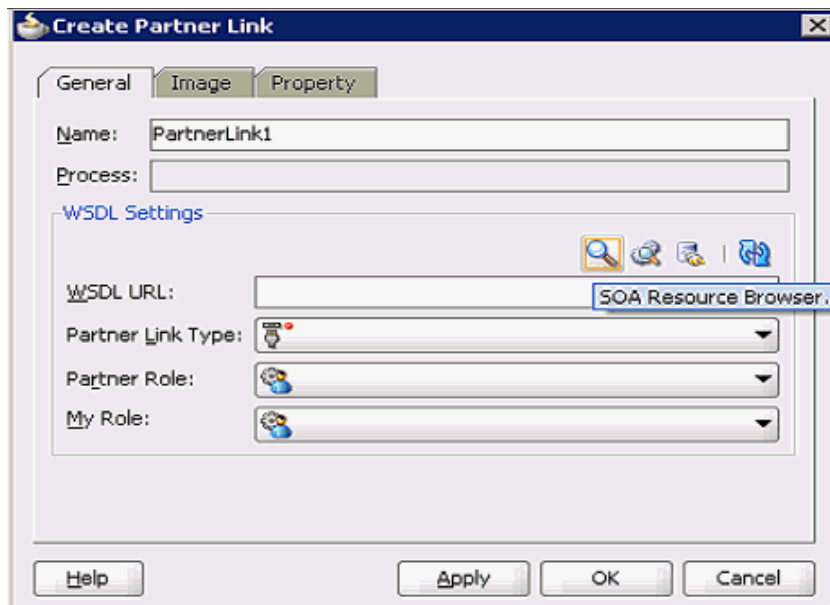 Create Partner Link
General Image Property
Name: PartnerLink1
Process:
WSDL Settings
WSDL URL:
SOA Resource Browser.
Partner Link Type:
Partner Role:
My Role:
Help Apply OK Cancel